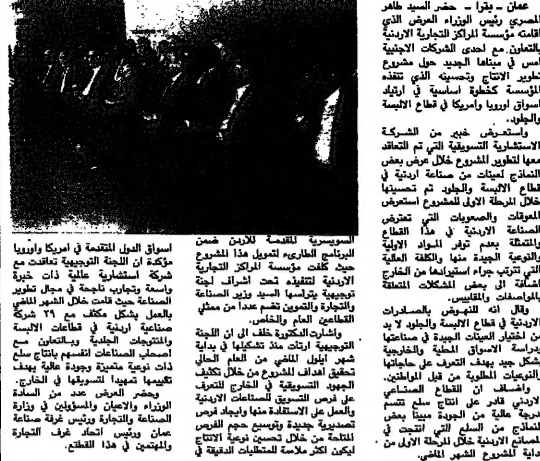 عمان ــ بترا ــ حضر السيد طاهر
المصري رئيس الوزراء العرض الذي
اقامته مؤسسة المراكز التجارية الاردنية
بالتعاون مع احدى الشركات الاجنبية
امس في مبناها الجديد حول مشروع
تطوير الانتاج وتحسينه الذي تنفذه
المؤسسة كخطوة اساسية في ارتياد
اسواق اوروبا وامريكا في قطاع الالبسة
والجلود.
واستعرض خبير من الشركة
الاستشارية التسويقية التي تم التعاقد
معها لتطوير المشروع خلال عرض بعض
النماذج لعينات من صناعة اردنية في
قطاع الالبسة والجلود تم تحسينها
خلال المرحلة الاولى للمشروع استعرض
المعوقات والصعوبات التي تعترض
الصناعة الاردنية في هذا القطاع
والمتمثلة بعدم توفر المواد الاولية
والنوعية الجيدة منها والكلفة العالية
التي تترتب جراء استيرادها من الخارج
اضافة الى بعض المشكلات المتعلقة
بالمواصفات والمقاييس.
وقال انه للنهوض بالصادرات
الاردنية في قطاع الالبسة والجلود لا بد
من اختيار العينات الجيدة في صناعتها
ودراسة الاسواق المحلية والخارجية
بشكل جيد بهدف التعرف على حاجاتها
والنوعيات المطلوبة من قبل المواطنين.
واضاف ان القطاع الصناعي
الاردني قادر على انتاج سلع تتسم
بدرجة عالية من الجودة مبينا بعض
النماذج من السلع التي انتجت في
المصانع الاردنية خلال المرحلة الاولى من
بداية المشروع الشهر الماضي.
السويسرية المقدمة للاردن ضمن
البرنامج الطارىء لتمويل هذا المشروع
حيث كلفت مؤسسة المراكز التجارية
الاردنية لتنفيذه تحت اشراف لجنة
توجيهية يترأسها السيد وزير الصناعة
والتجارة والتموين تضم عددا من ممثلي
القطاعين العام والخاص.
واشارت الدكتورة خلف الى ان اللجنة
التوجيهية ارتأت منذ تشكيلها في بداية
شهر ايلول الماضي من العام الحالي
تحقيق اهداف المشروع من خلال تكثيف
الجهود التسويقية في الخارج للتعرف
على فرص التسويق للصناعات الاردنية
والعمل على الاستفادة منها وايجاد فرص
تصديرية جديدة وتوسيع حجم الفرص
المتاحة من خلال تحسين نوعية الانتاج
ليكون اكثر ملاءمة للمتطلبات الدقيقة في
اسواق الدول المتقدمة في امريكا واوروبا
مؤكدة ان اللجنة التوجيهية تعاقدت مع
شركة استشارية عالمية ذات خبرة
واسعة وتجارب ناجحة في مجال تطوير
الصناعة حيث قامت خلال الشهر الماضي
بالعمل بشكل مكثف مع ٢٩ شركة
صناعية اردنية في قطاعات الالبسة
والمنتوجات الجلدية وبالتعاون مع
اصحاب الصناعات انفسهم بانتاج سلع
ذات نوعية متميزة وجودة عالية بهدف
تقييمها تمهيدا لتسويقها في الخارج.
وحضر العرض عدد من السادة
الوزراء والاعيان والمسؤولين في وزارة
الصناعة والتجارة ورئيس غرفة صناعة
عمان ورئيس اتحاد غرف التجارة
والمهتمين في هذا القطاع.